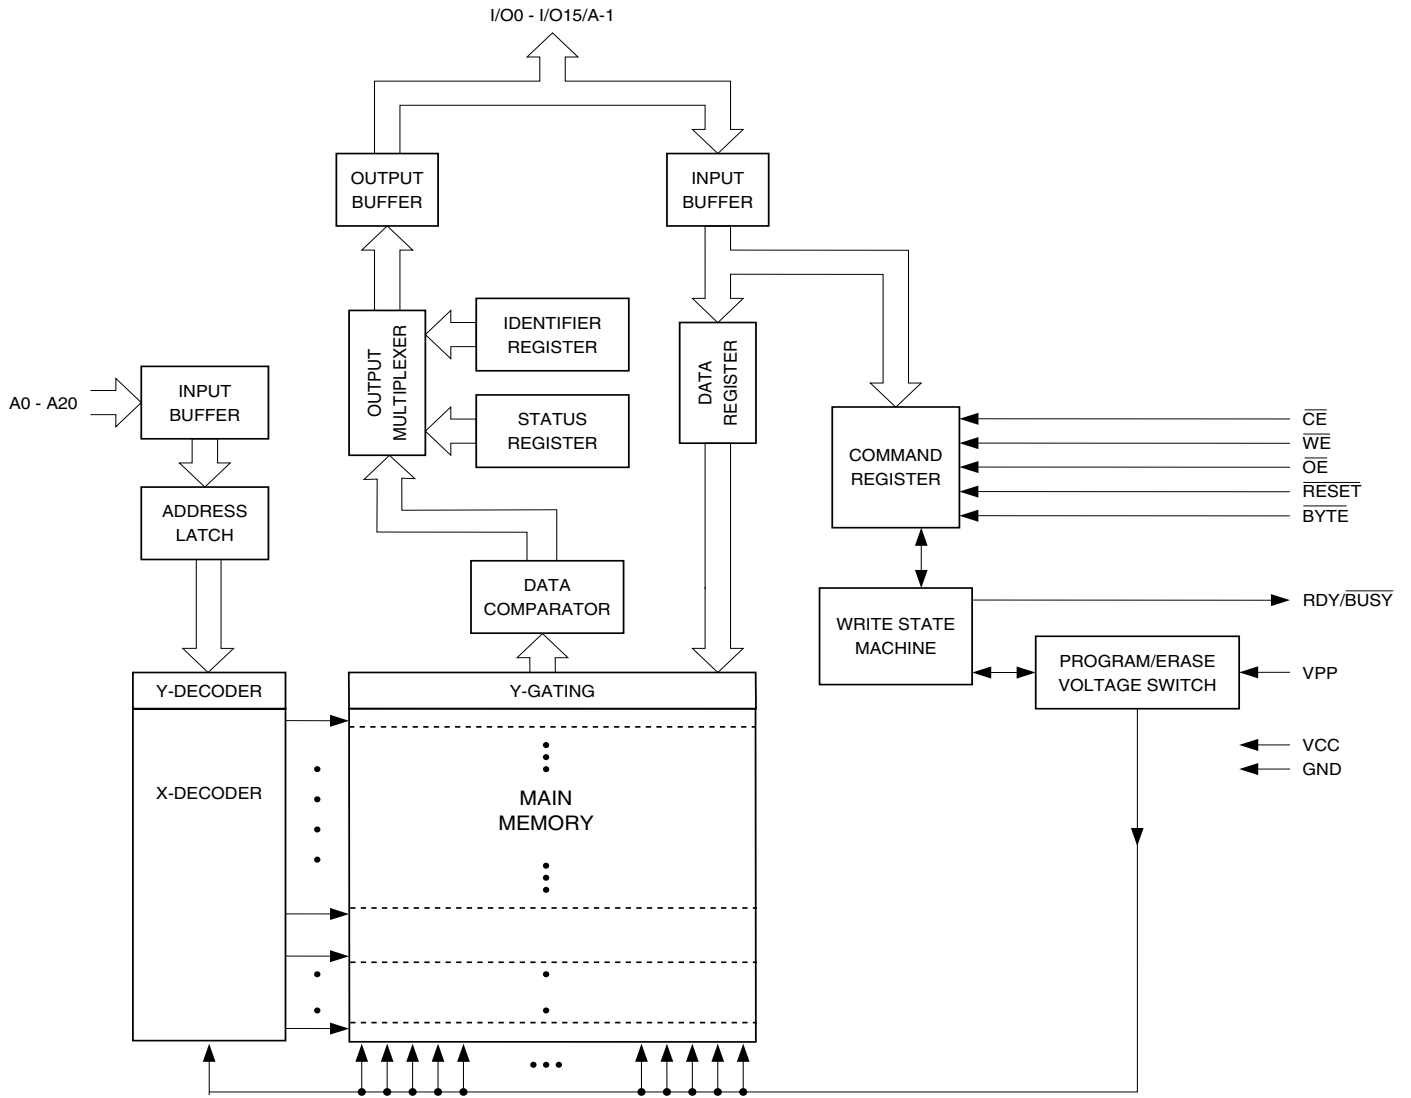 I/O0 - I/O15/A-1
OUTPUT
BUFFER
INPUT
BUFFER
IDENTIFIER
REGISTER
OUTPUT
MULTIPLEXER
DATA
REGISTER
A0 - A20
INPUT
BUFFER
STATUS
REGISTER
COMMAND
REGISTER
CE
WE
OE
RESET
BYTE
ADDRESS
LATCH
DATA
COMPARATOR
WRITE STATE
MACHINE
RDY/BUSY
PROGRAM/ERASE
VOLTAGE SWITCH
VPP
Y-DECODER
Y-GATING
VCC
GND
X-DECODER
MAIN
MEMORY